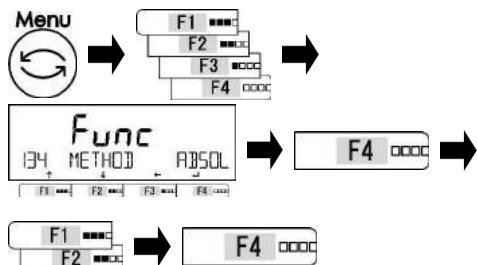 Menu
F1
F2
F3
F4
Func
134 METHOD ABSOL
F1 F2 F3 F4
F4
F1
F2
F4